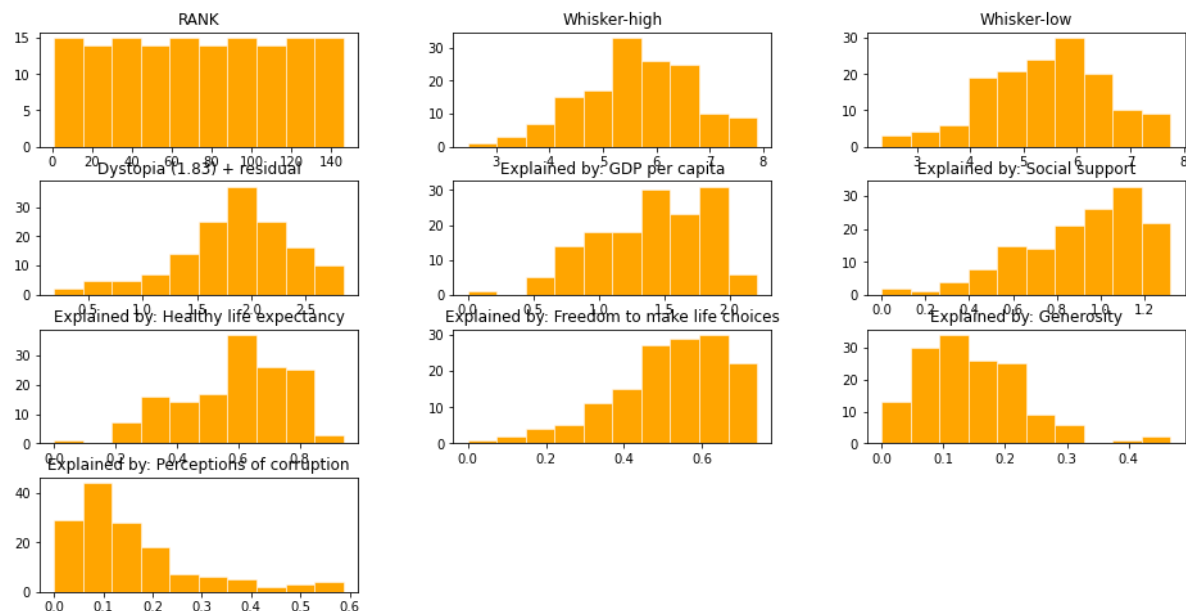 RANK
Whisker-high
Whisker-low
15
10
5
0
0 20 40 60 80 100 120 140
30
20
10
0
3 4 5 6 7 8
30
20
10
0
3 4 5 6 7 8
Dystopia (1.83) + residual
Explained by: GDP per capita
Explained by: Social support
30
20
10
0
0.5 1.0 1.5 2.0 2.5
30
20
10
0
0.0 0.5 1.0 1.5 2.0
30
20
10
0
0.0 0.2 0.4 0.6 0.8 1.0 1.2
Explained by: Healthy life expectancy
Explained by: Freedom to make life choices
Explained by: Generosity
30
20
10
0
0.0 0.2 0.4 0.6 0.8
30
20
10
0
0.0 0.2 0.4 0.6
30
20
10
0
0.0 0.1 0.2 0.3 0.4
Explained by: Perceptions of corruption
40
20
0
0.0 0.1 0.2 0.3 0.4 0.5 0.6